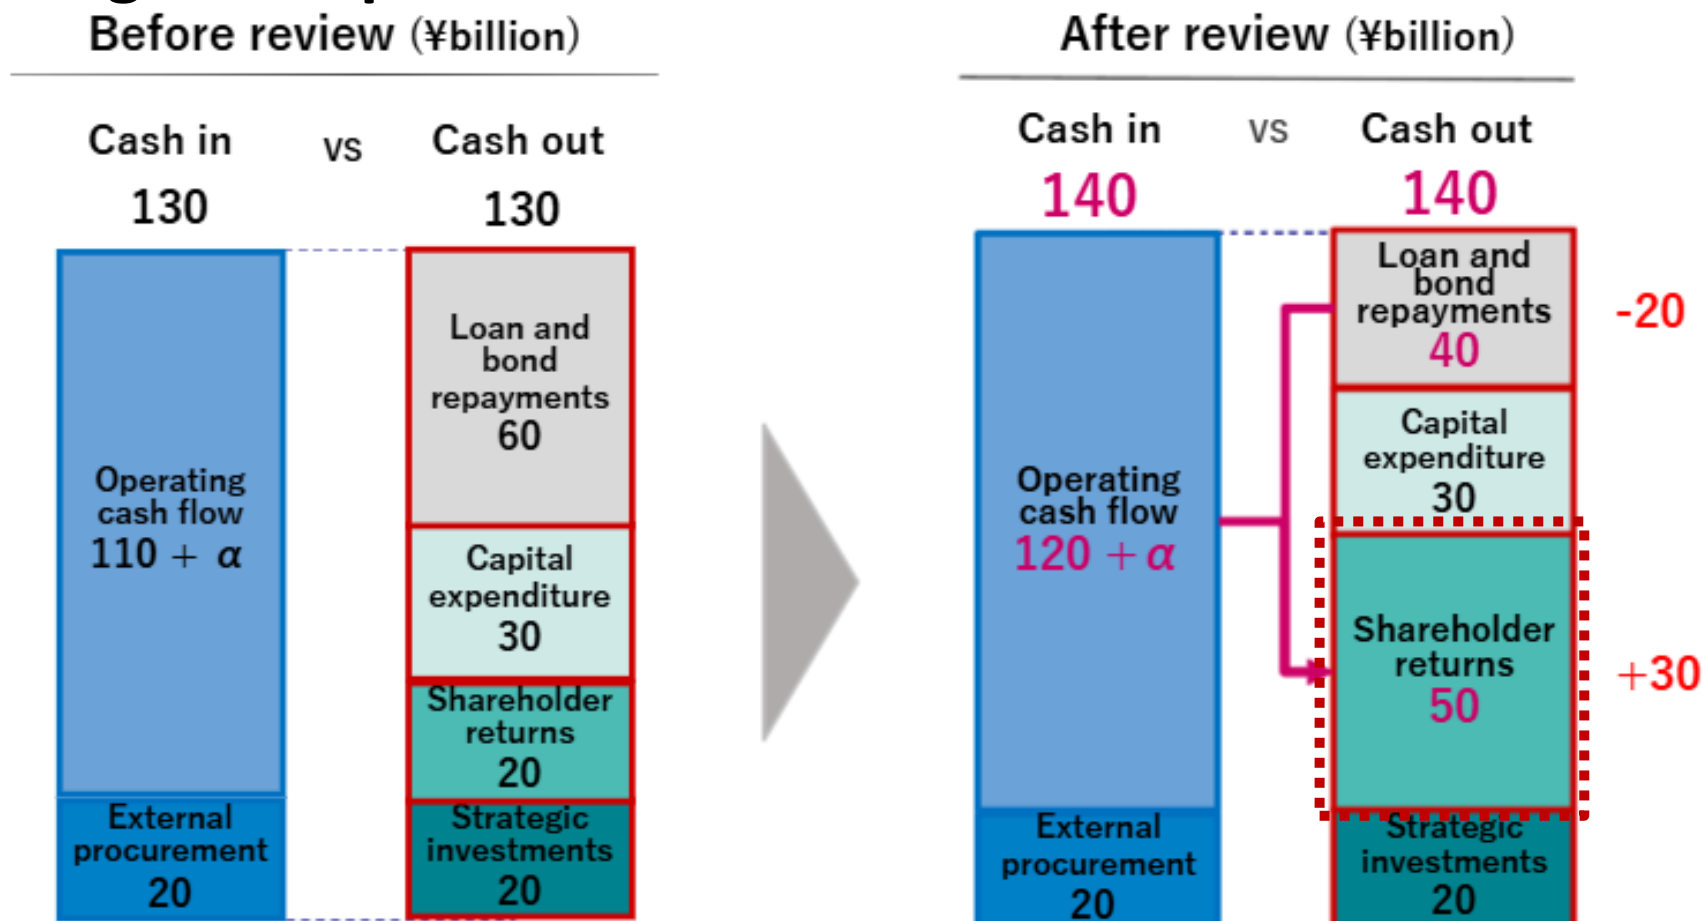 Before review (¥billion)
Cash in vs Cash out
130 130
Operating
cash flow
110 + α
External
procurement
20
Loan and
bond
repayments
60
Capital
expenditure
30
Shareholder
returns
20
Strategic
investments
20
After review (¥billion)
Cash in vs Cash out
140 140
Operating
cash flow
120 + α
External
procurement
20
Loan and
bond
repayments
40
Capital
expenditure
30
Shareholder
returns
50
Strategic
investments
20
-20
+30